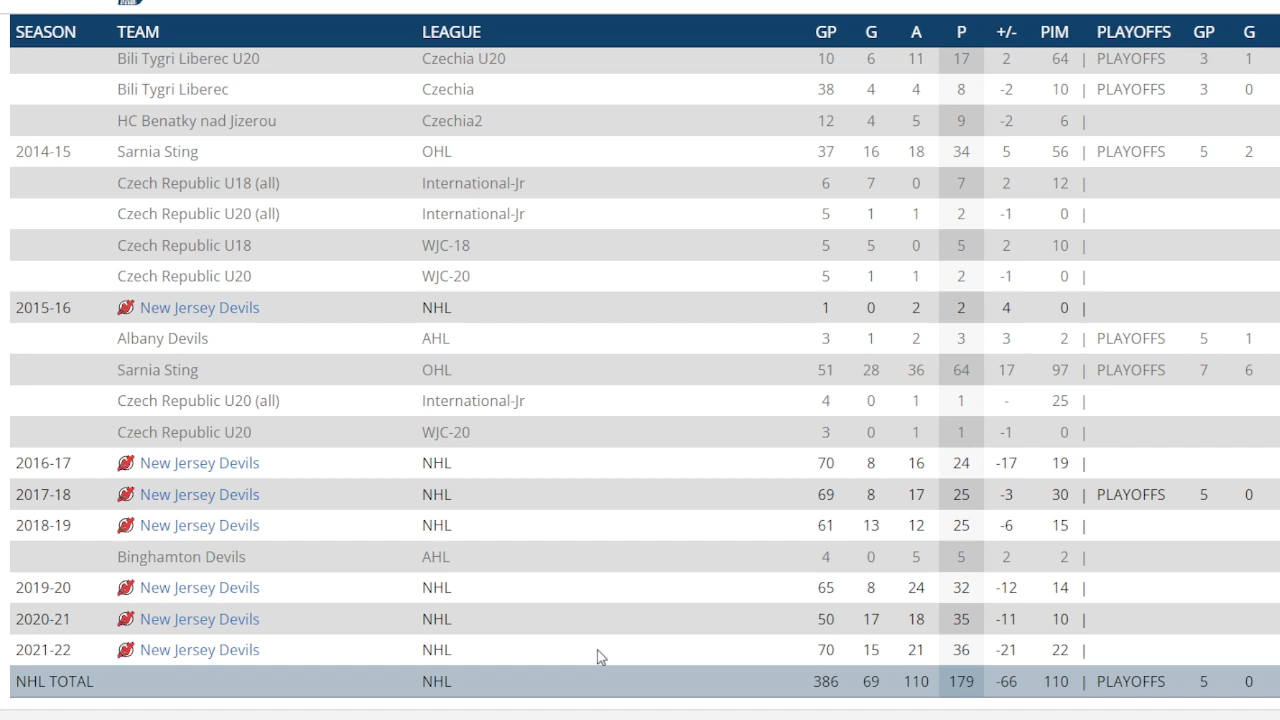 SEASON TEAM LEAGUE GP G A P +/- PIM PLAYOFFS GP G
Bili Tygri Liberec U20 Czechia U20 10 6 11 17 2 64 | PLAYOFFS 3 1
Bili Tygri Liberec Czechia 38 4 4 8 -2 10 | PLAYOFFS 3 0
HC Benatky nad Jizerou Czechia2 12 4 5 9 -2 6 |
2014-15 Sarnia Sting OHL 37 16 18 34 5 56 | PLAYOFFS 5 2
Czech Republic U18 (all) International-Jr 6 7 0 7 2 12 |
Czech Republic U20 (all) International-Jr 5 1 1 2 -1 0 |
Czech Republic U18 WJC-18 5 5 0 5 2 10 |
Czech Republic U20 WJC-20 5 1 1 2 -1 0 |
2015-16 New Jersey Devils NHL 1 0 2 2 4 0 |
Albany Devils AHL 3 1 2 3 3 2 | PLAYOFFS 5 1
Sarnia Sting OHL 51 28 36 64 17 97 | PLAYOFFS 7 6
Czech Republic U20 (all) International-Jr 4 0 1 1 - 25 |
Czech Republic U20 WJC-20 3 0 1 1 -1 0 |
2016-17 New Jersey Devils NHL 70 8 16 24 -17 19 |
2017-18 New Jersey Devils NHL 69 8 17 25 -3 30 | PLAYOFFS 5 0
2018-19 New Jersey Devils NHL 61 13 12 25 -6 15 |
Binghamton Devils AHL 4 0 5 5 2 2 |
2019-20 New Jersey Devils NHL 65 8 24 32 -12 14 |
2020-21 New Jersey Devils NHL 50 17 18 35 -11 10 |
2021-22 New Jersey Devils NHL 70 15 21 36 -21 22 |
NHL TOTAL NHL 386 69 110 179 -66 110 | PLAYOFFS 5 0